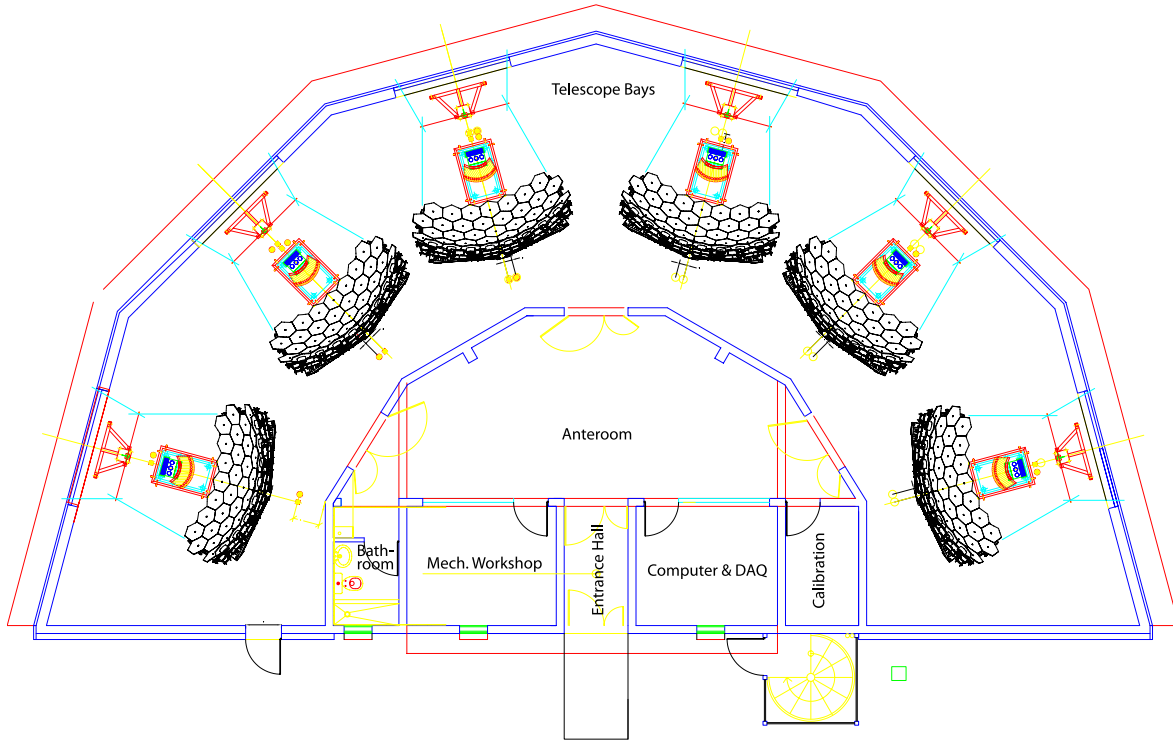 Telescope Bays
Anteroom
Bath-
room
Mech. Workshop
Entrance Hall
Computer & DAQ
Calibration